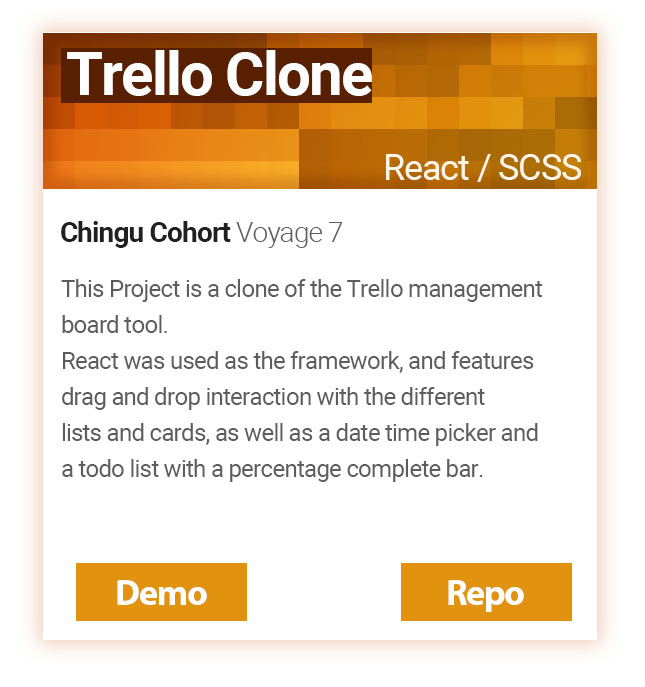 Trello Clone
React / SCSS
Chingu Cohort Voyage 7
This Project is a clone of the Trello management
board tool.
React was used as the framework, and features
drag and drop interaction with the different
lists and cards, as well as a date time picker and
a todo list with a percentage complete bar.
Demo
Repo